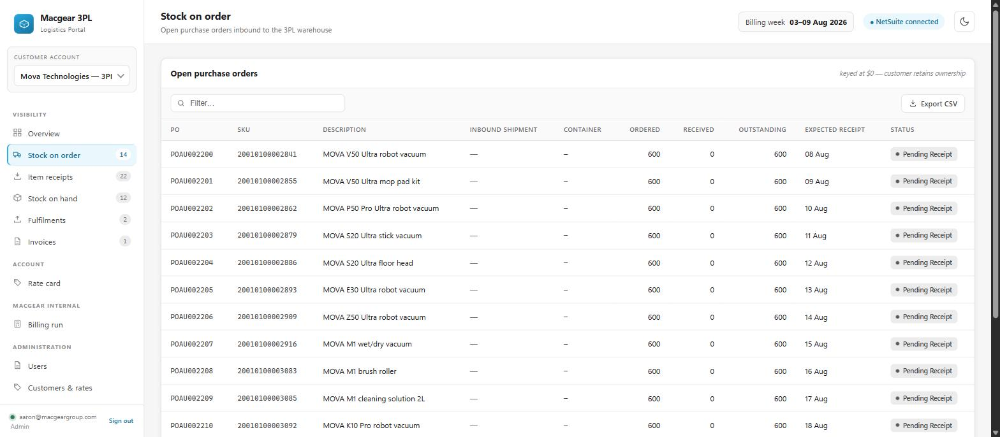 Macgear 3PL
Logistics Portal
CUSTOMER ACCOUNT
Mova Technologies — 3PL
VISIBILITY
Overview
Stock on order 14
Item receipts 22
Stock on hand 12
Fulfilments 2
Invoices 1
ACCOUNT
Rate card
MACGEAR INTERNAL
Billing run
ADMINISTRATION
Users
Customers & rates
aaron@macgeargroup.com
Admin
Sign out
Stock on order
Open purchase orders inbound to the 3PL warehouse
Billing week 03–09 Aug 2026
NetSuite connected
Open purchase orders
keyed at $0 — customer retains ownership
Filter…
Export CSV
PO SKU DESCRIPTION INBOUND SHIPMENT CONTAINER ORDERED RECEIVED OUTSTANDING EXPECTED RECEIPT STATUS
POAU002200 20010100002841 MOVA V50 Ultra robot vacuum — – 600 0 600 08 Aug Pending Receipt
POAU002201 20010100002855 MOVA V50 Ultra mop pad kit — – 600 0 600 09 Aug Pending Receipt
POAU002202 20010100002862 MOVA P50 Pro Ultra robot vacuum — – 600 0 600 10 Aug Pending Receipt
POAU002203 20010100002879 MOVA S20 Ultra stick vacuum — – 600 0 600 11 Aug Pending Receipt
POAU002204 20010100002886 MOVA S20 Ultra floor head — – 600 0 600 12 Aug Pending Receipt
POAU002205 20010100002893 MOVA E30 Ultra robot vacuum — – 600 0 600 13 Aug Pending Receipt
POAU002206 20010100002909 MOVA Z50 Ultra robot vacuum — – 600 0 600 14 Aug Pending Receipt
POAU002207 20010100002916 MOVA M1 wet/dry vacuum — – 600 0 600 15 Aug Pending Receipt
POAU002208 20010100003083 MOVA M1 brush roller — – 600 0 600 16 Aug Pending Receipt
POAU002209 20010100003085 MOVA M1 cleaning solution 2L — – 600 0 600 17 Aug Pending Receipt
POAU002210 20010100003092 MOVA K10 Pro robot vacuum — – 600 0 600 18 Aug Pending Receipt